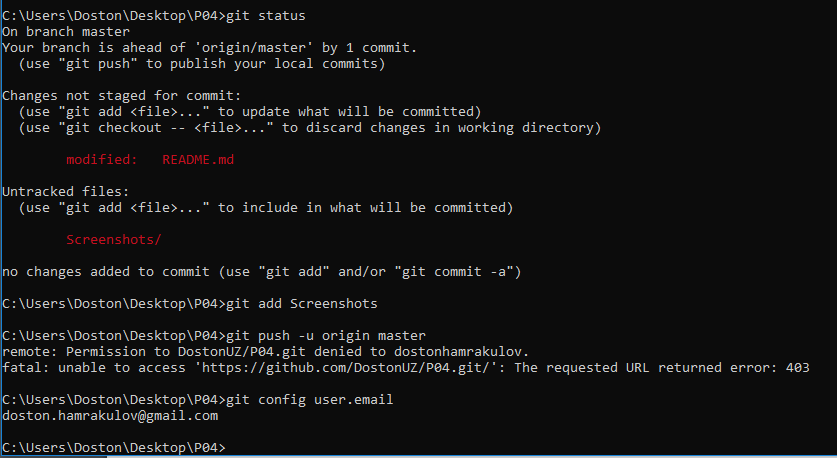 C:\Users\Doston\Desktop\P04>git status
On branch master
Your branch is ahead of 'origin/master' by 1 commit.
  (use "git push" to publish your local commits)
Changes not staged for commit:
  (use "git add <file>..." to update what will be committed)
  (use "git checkout -- <file>..." to discard changes in working directory)
        modified:   README.md
Untracked files:
  (use "git add <file>..." to include in what will be committed)
        Screenshots/
no changes added to commit (use "git add" and/or "git commit -a")
C:\Users\Doston\Desktop\P04>git add Screenshots
C:\Users\Doston\Desktop\P04>git push -u origin master
remote: Permission to DostonUZ/P04.git denied to dostonhamrakulov.
fatal: unable to access 'https://github.com/DostonUZ/P04.git/': The requested URL returned error: 403
C:\Users\Doston\Desktop\P04>git config user.email
doston.hamrakulov@gmail.com
C:\Users\Doston\Desktop\P04>